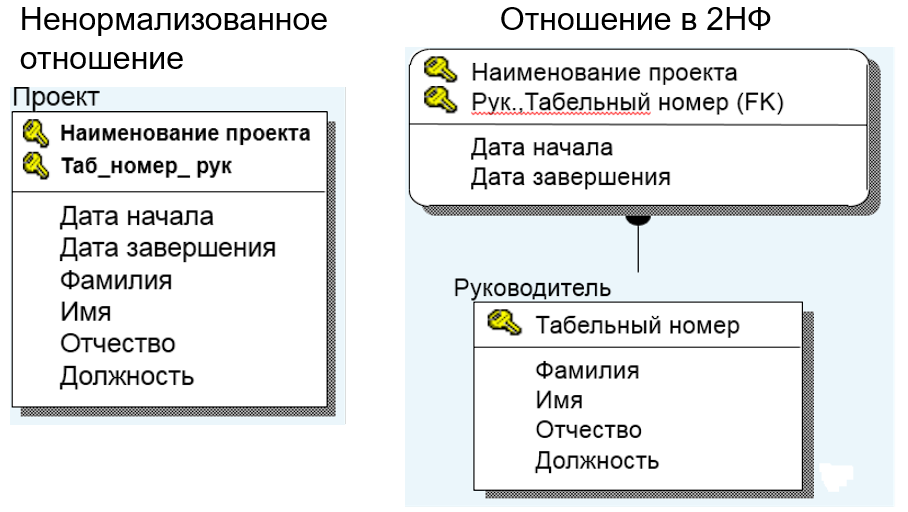 Ненормализованное
отношение
Проект
Наименование проекта
Таб_номер_ рук
Дата начала
Дата завершения
Фамилия
Имя
Отчество
Должность
Отношение в 2НФ
Наименование проекта
Рук.,Табельный номер (FK)
Дата начала
Дата завершения
Руководитель
Табельный номер
Фамилия
Имя
Отчество
Должность